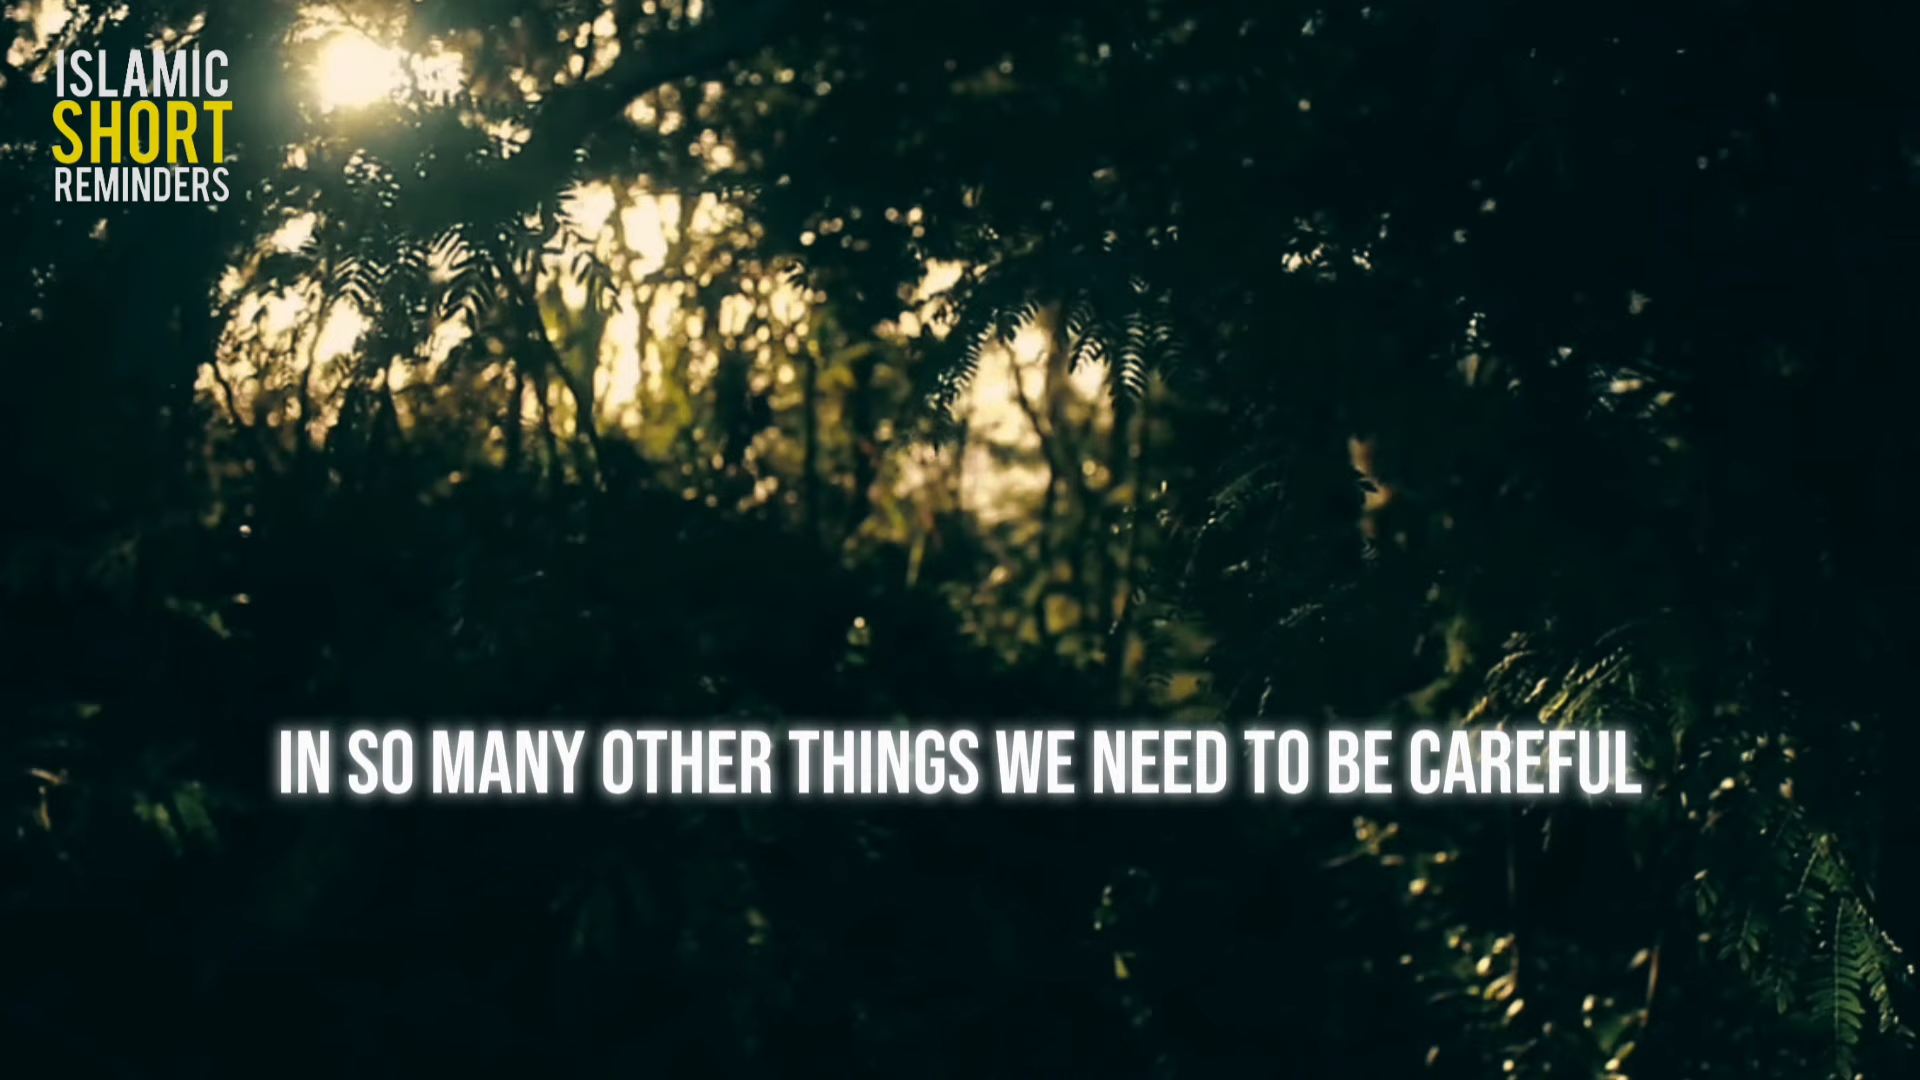 ISLAMIC
SHORT
REMINDERS
IN SO MANY OTHER THINGS WE NEED TO BE CAREFUL